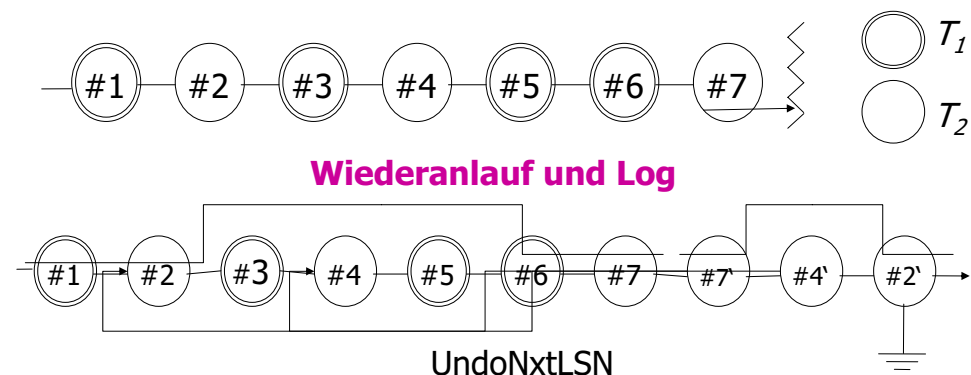 #1 #2 #3 #4 #5 #6 #7 T1
T2
Wiederanlauf und Log
#1 #2 #3 #4 #5 #6 #7 #7‘ #4‘ #2‘
UndoNxtLSN